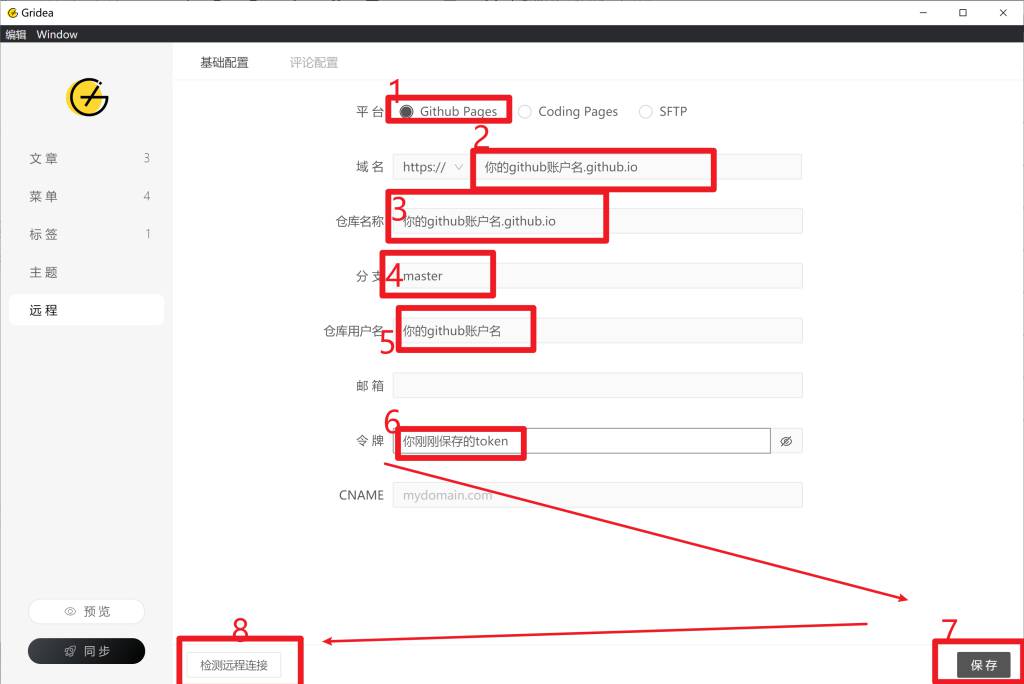 Gridea
编辑 Window
基础配置 评论配置
1
平台 Github Pages Coding Pages SFTP
2
域名 https:// 你的github账户名.github.io
3
仓库名称 你的github账户名.github.io
4
分支 master
5
仓库用户名 你的github账户名
邮箱
6
令牌 你刚刚保存的token
CNAME mydomain.com
文章 3
菜单 4
标签 1
主题
远程
预览
同步
8
检测远程连接
7
保存